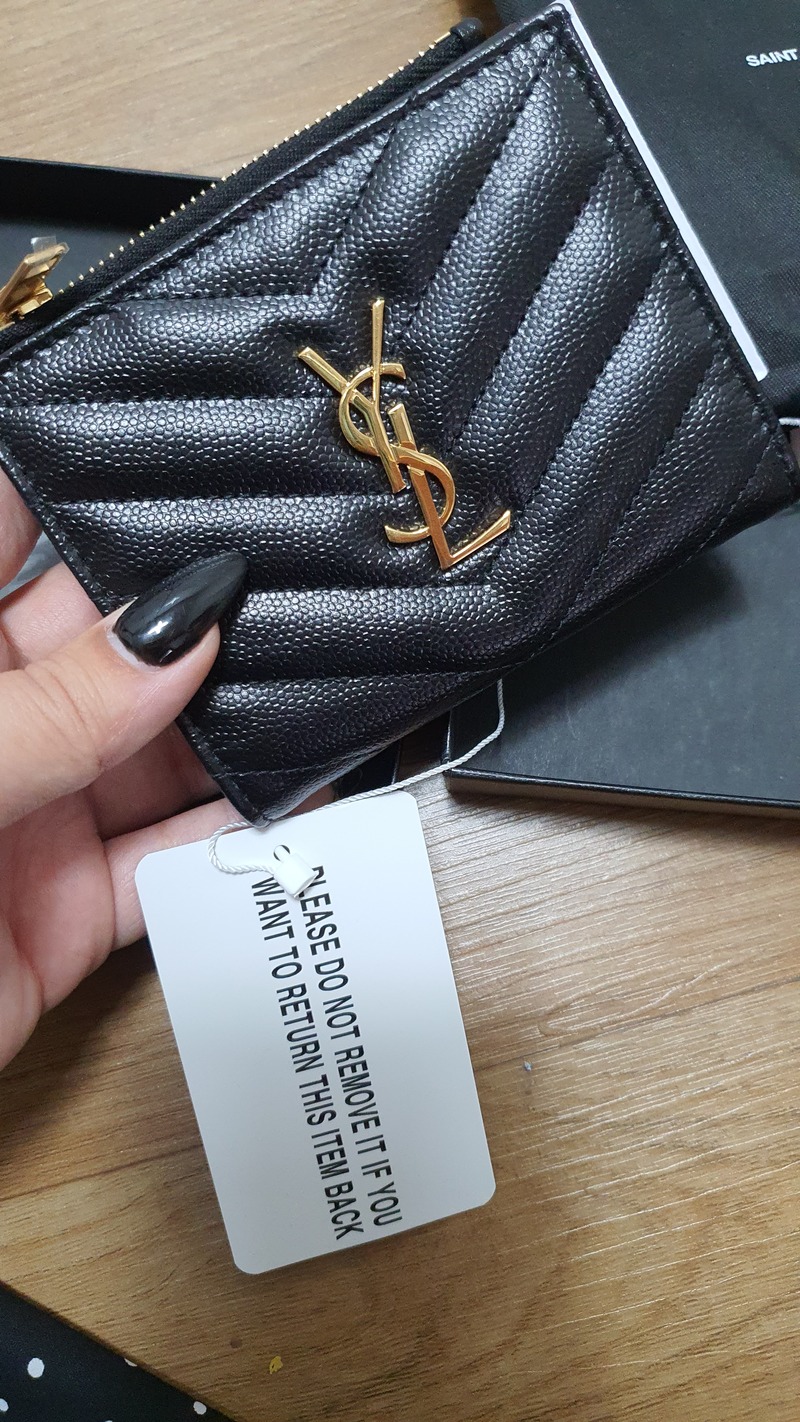 SAINT
YSL
PLEASE DO NOT REMOVE IT IF YOU
WANT TO RETURN THIS ITEM BACK